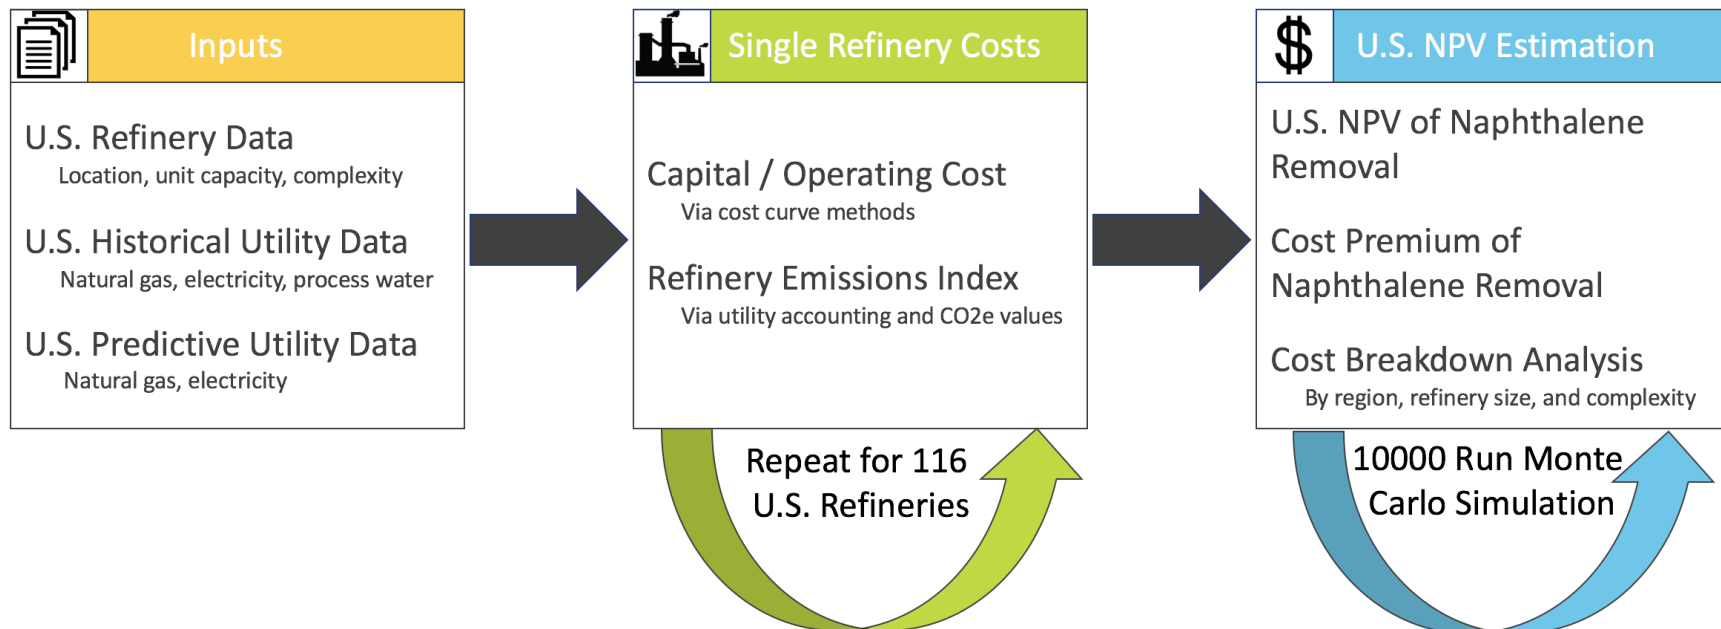 Inputs
U.S. Refinery Data
Location, unit capacity, complexity
U.S. Historical Utility Data
Natural gas, electricity, process water
U.S. Predictive Utility Data
Natural gas, electricity
Single Refinery Costs
Capital / Operating Cost
Via cost curve methods
Refinery Emissions Index
Via utility accounting and CO2e values
Repeat for 116
U.S. Refineries
$
U.S. NPV Estimation
U.S. NPV of Naphthalene
Removal
Cost Premium of
Naphthalene Removal
Cost Breakdown Analysis
By region, refinery size, and complexity
10000 Run Monte
Carlo Simulation